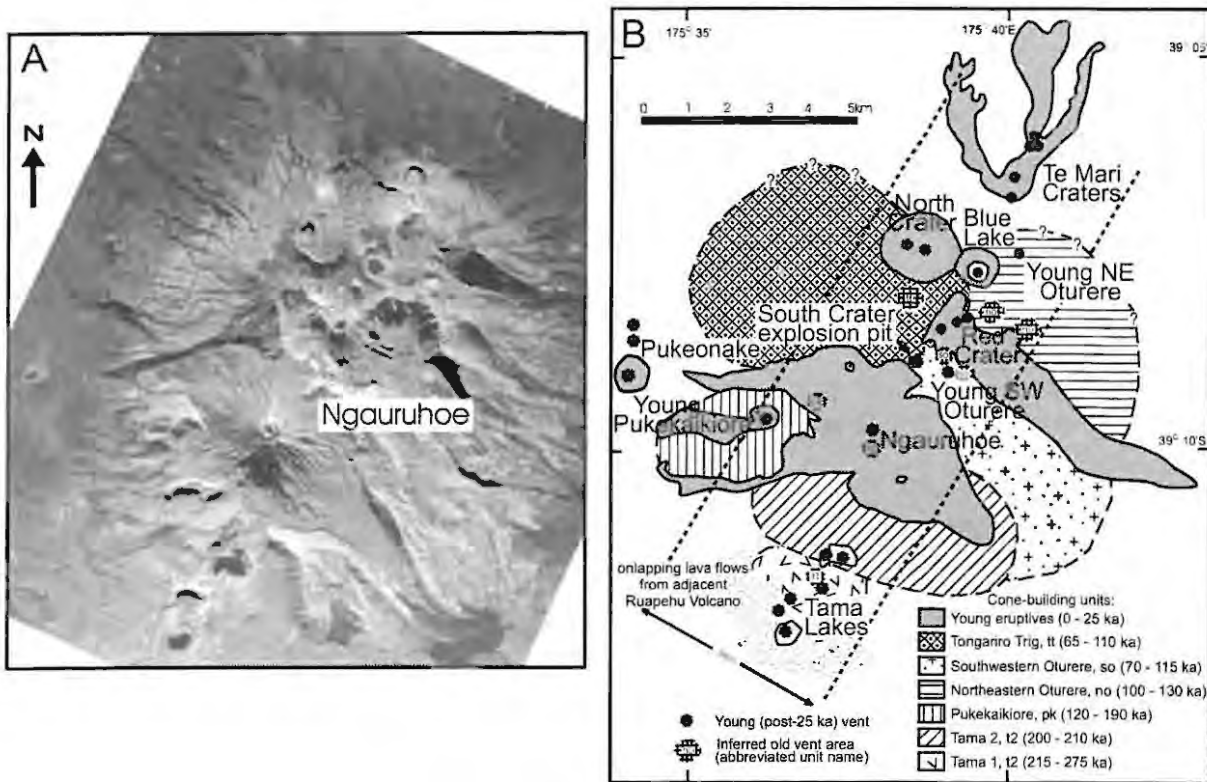 A
N
Ngauruhoe
B
175° 35'
175° 40'E
39° 05'
0 1 2 3 4 5km
Te Mari
Craters
North
Crater
Blue
Lake
Young NE
Oturere
South Crater
explosion pit
Red
Crater
Pukeonake
Young
Pukekaikiore
Young SW
Oturere
Ngauruhoe
39° 10'S
onlapping lava flows
from adjacent
Ruapehu Volcano
Tama
Lakes
Cone-building units:
Young eruptives (0 - 25 ka)
Tongariro Trig, tt (65 - 110 ka)
Southwestern Oturere, so (70 - 115 ka)
Northeastern Oturere, no (100 - 130 ka)
Pukekaikiore, pk (120 - 190 ka)
Tama 2, t2 (200 - 210 ka)
Tama 1, t2 (215 - 275 ka)
Young (post-25 ka) vent
Inferred old vent area
(abbreviated unit name)